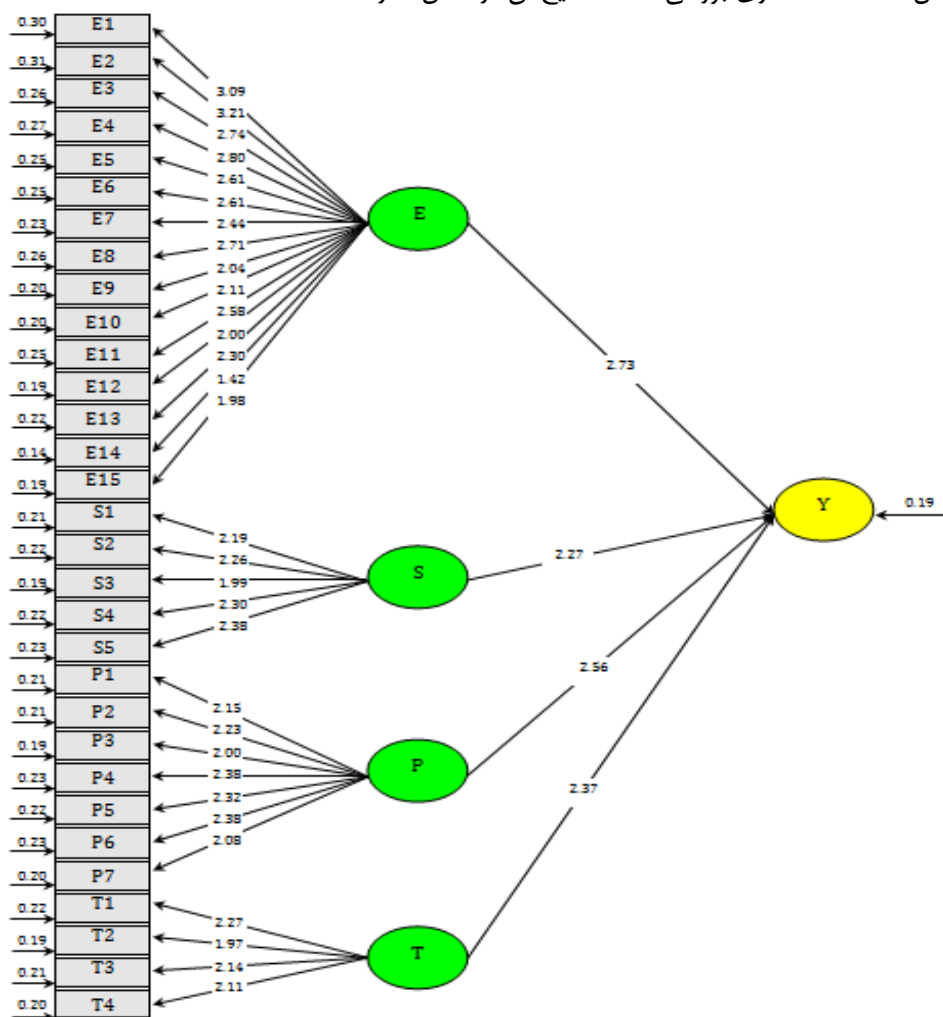 0.30 E1
0.31 E2
0.26 E3
0.27 E4
0.25 E5
0.25 E6
0.23 E7
0.26 E8
0.20 E9
0.20 E10
0.25 E11
0.19 E12
0.22 E13
0.14 E14
0.19 E15
0.21 S1
0.22 S2
0.19 S3
0.22 S4
0.23 S5
0.21 P1
0.21 P2
0.19 P3
0.23 P4
0.22 P5
0.23 P6
0.20 P7
0.22 T1
0.19 T2
0.21 T3
0.20 T4
3.09
3.21
2.74
2.80
2.61
2.61
2.44
2.71
2.04
2.11
2.58
2.00
2.30
1.42
1.98
2.19
2.26
1.99
2.30
2.38
2.15
2.23
2.00
2.38
2.32
2.38
2.08
2.27
1.97
2.14
2.11
E
S
P
T
2.73
2.27
2.56
2.37
Y
0.19